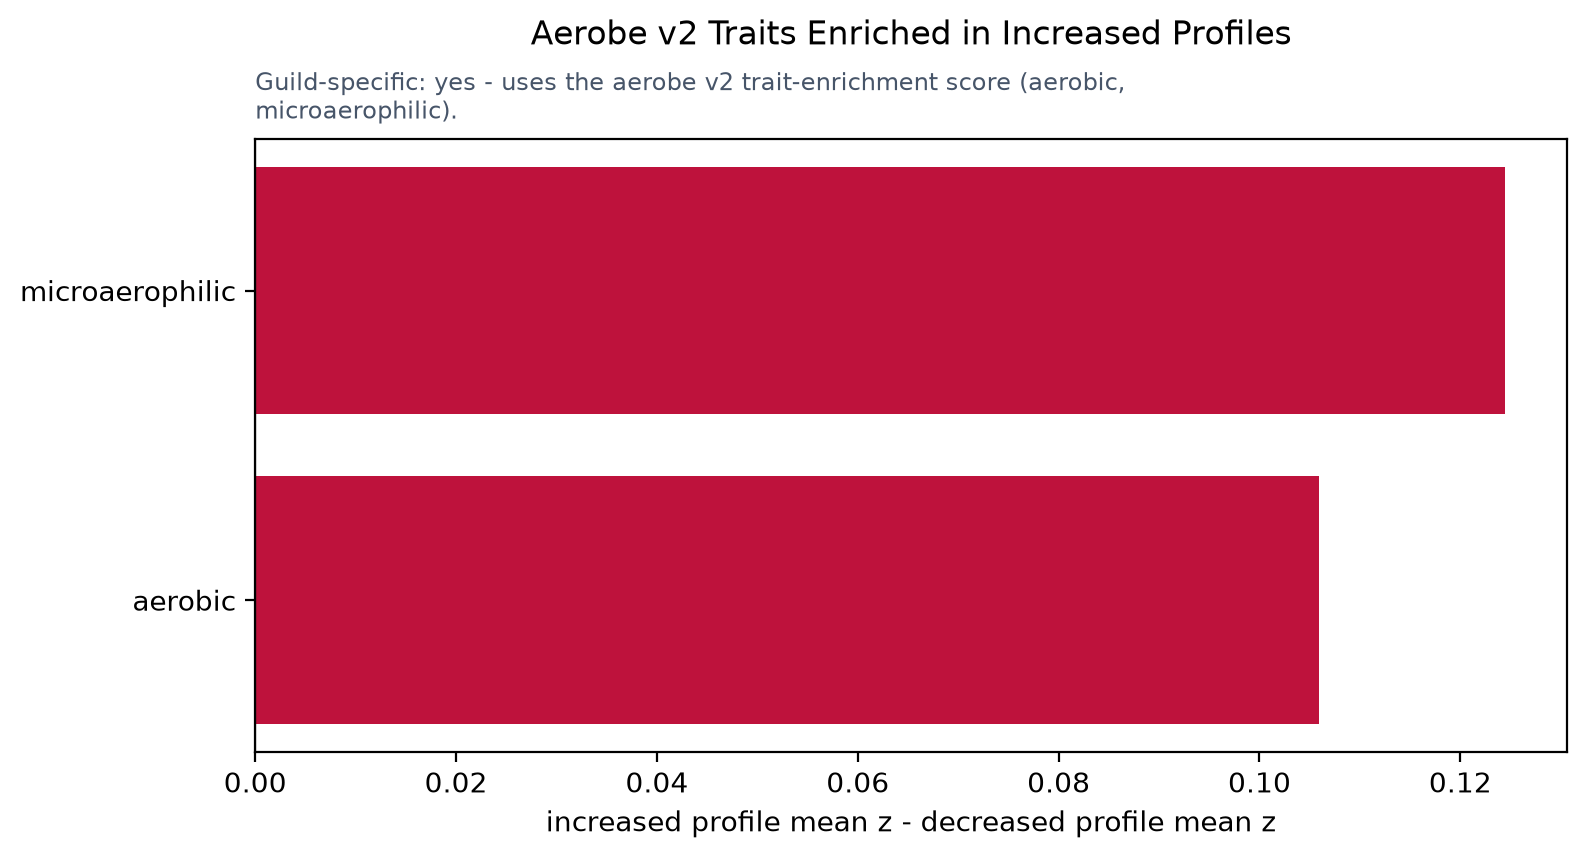 Aerobe v2 Traits Enriched in Increased Profiles
Guild-specific: yes - uses the aerobe v2 trait-enrichment score (aerobic,
microaerophilic).
microaerophilic
aerobic
0.00 0.02 0.04 0.06 0.08 0.10 0.12
increased profile mean z - decreased profile mean z